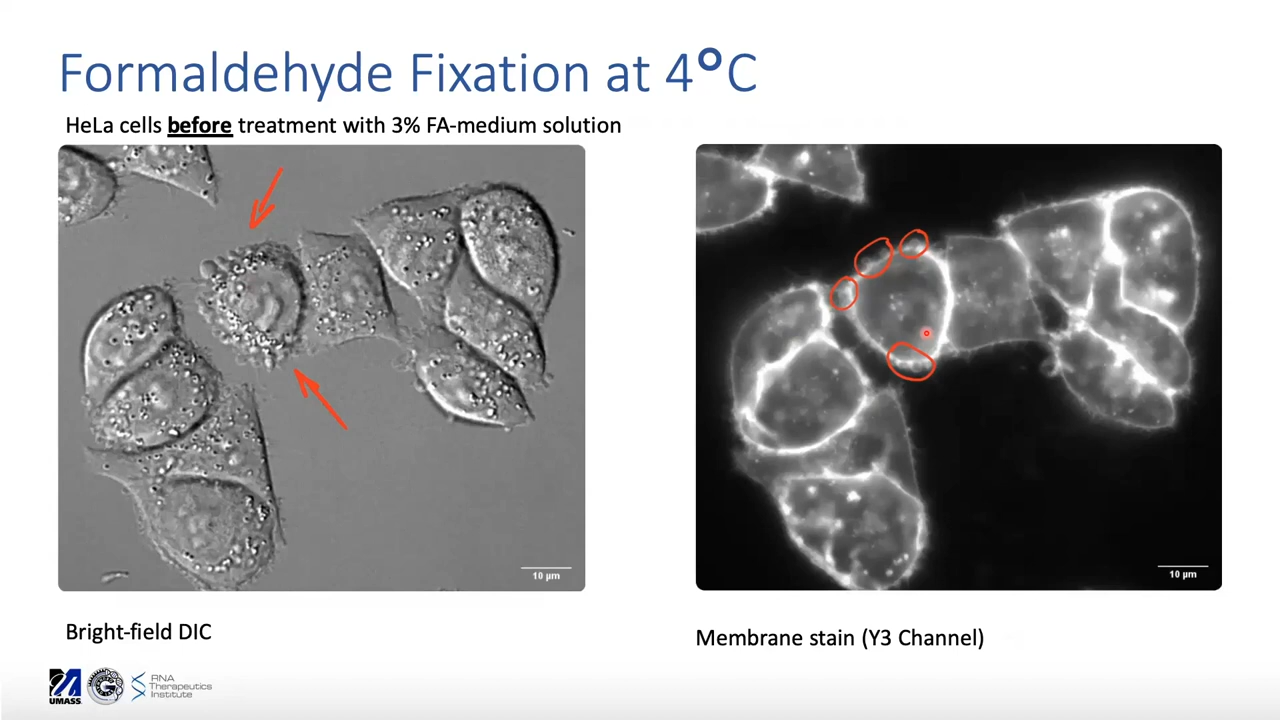 Formaldehyde Fixation at 4°C
HeLa cells before treatment with 3% FA-medium solution
10 µm
10 µm
Bright-field DIC
Membrane stain (Y3 Channel)
UMASS
RNA
Therapeutics
Institute